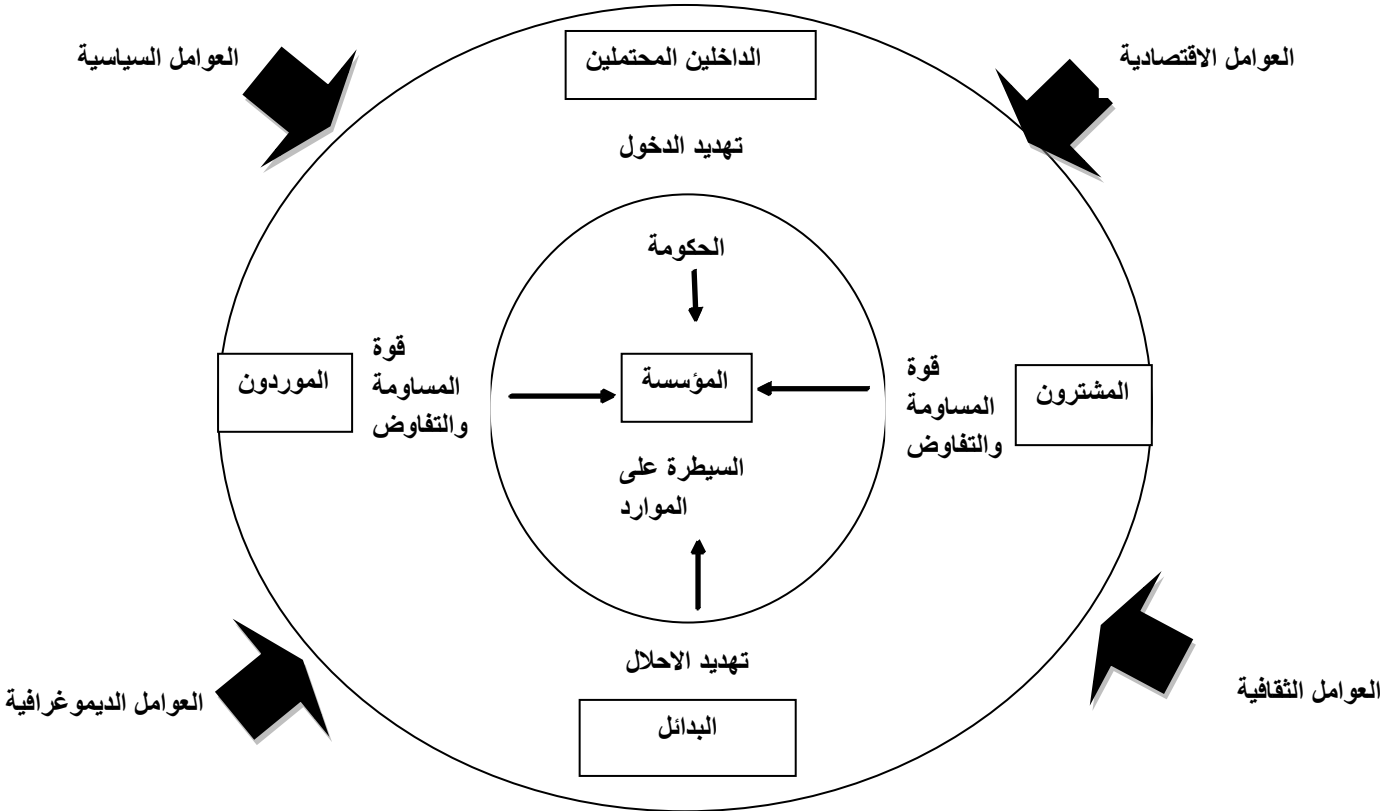 العوامل الاقتصادية
الداخلين المحتملين
العوامل السياسية
تهديد الدخول
الحكومة
المشترون
قوة
المساومة
والتفاوض
المؤسسة
قوة
المساومة
والتفاوض
الموردون
السيطرة على
الموارد
تهديد الاحلال
العوامل الثقافية
البدائل
العوامل الديموغرافية